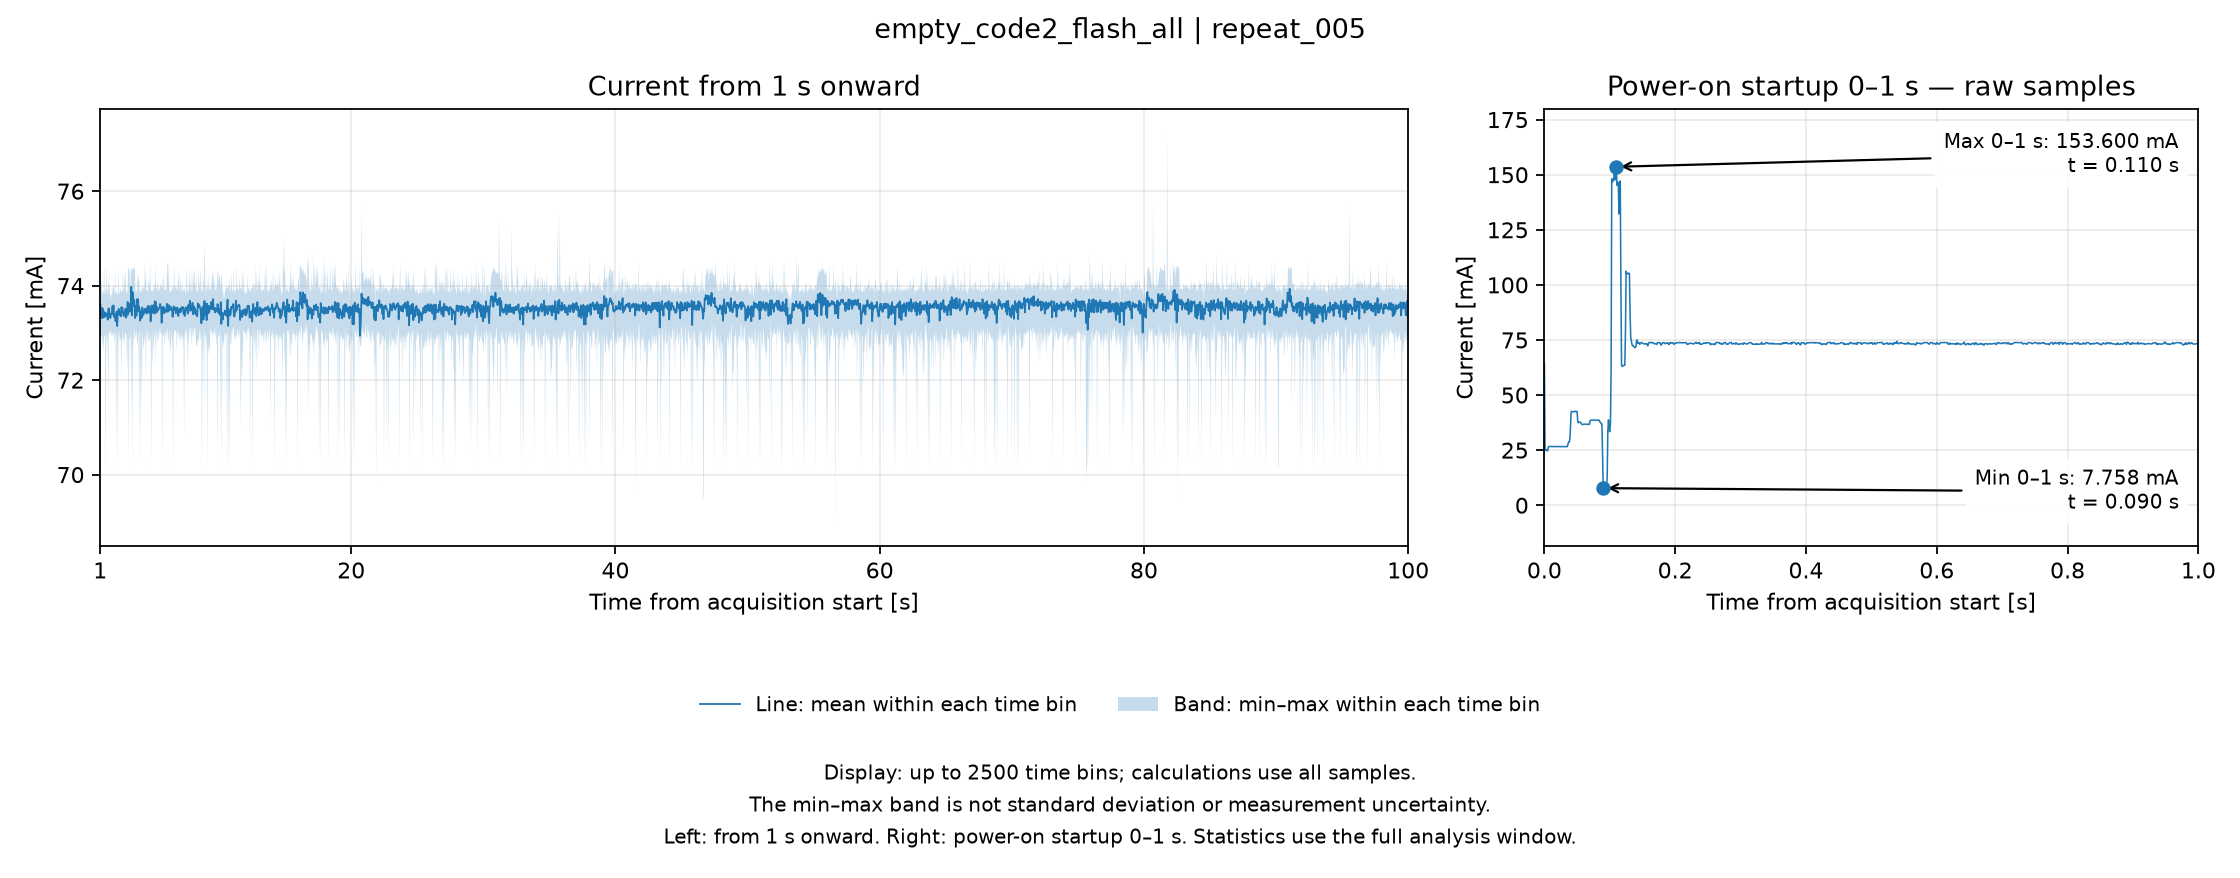 empty_code2_flash_all | repeat_005
Current from 1 s onward
Current [mA]
76
74
72
70
1
20
40
60
80
100
Time from acquisition start [s]
Power-on startup 0–1 s — raw samples
Current [mA]
175
150
125
100
75
50
25
0
Max 0–1 s: 153.600 mA
t = 0.110 s
Min 0–1 s: 7.758 mA
t = 0.090 s
0.0
0.2
0.4
0.6
0.8
1.0
Time from acquisition start [s]
Line: mean within each time bin
Band: min–max within each time bin
Display: up to 2500 time bins; calculations use all samples.
The min–max band is not standard deviation or measurement uncertainty.
Left: from 1 s onward. Right: power-on startup 0–1 s. Statistics use the full analysis window.